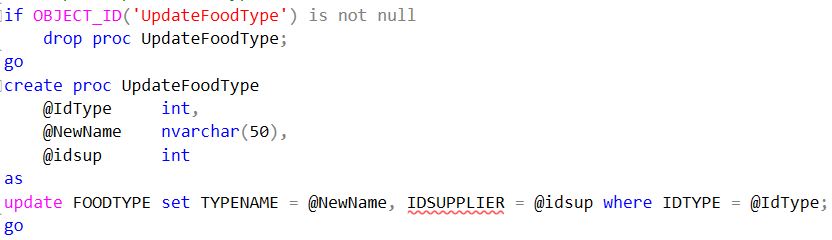 if OBJECT_ID('UpdateFoodType') is not null
    drop proc UpdateFoodType;
go
create proc UpdateFoodType
    @IdType     int,
    @NewName    nvarchar(50),
    @idsup      int
as
update FOODTYPE set TYPENAME = @NewName, IDSUPPLIER = @idsup where IDTYPE = @IdType;
go